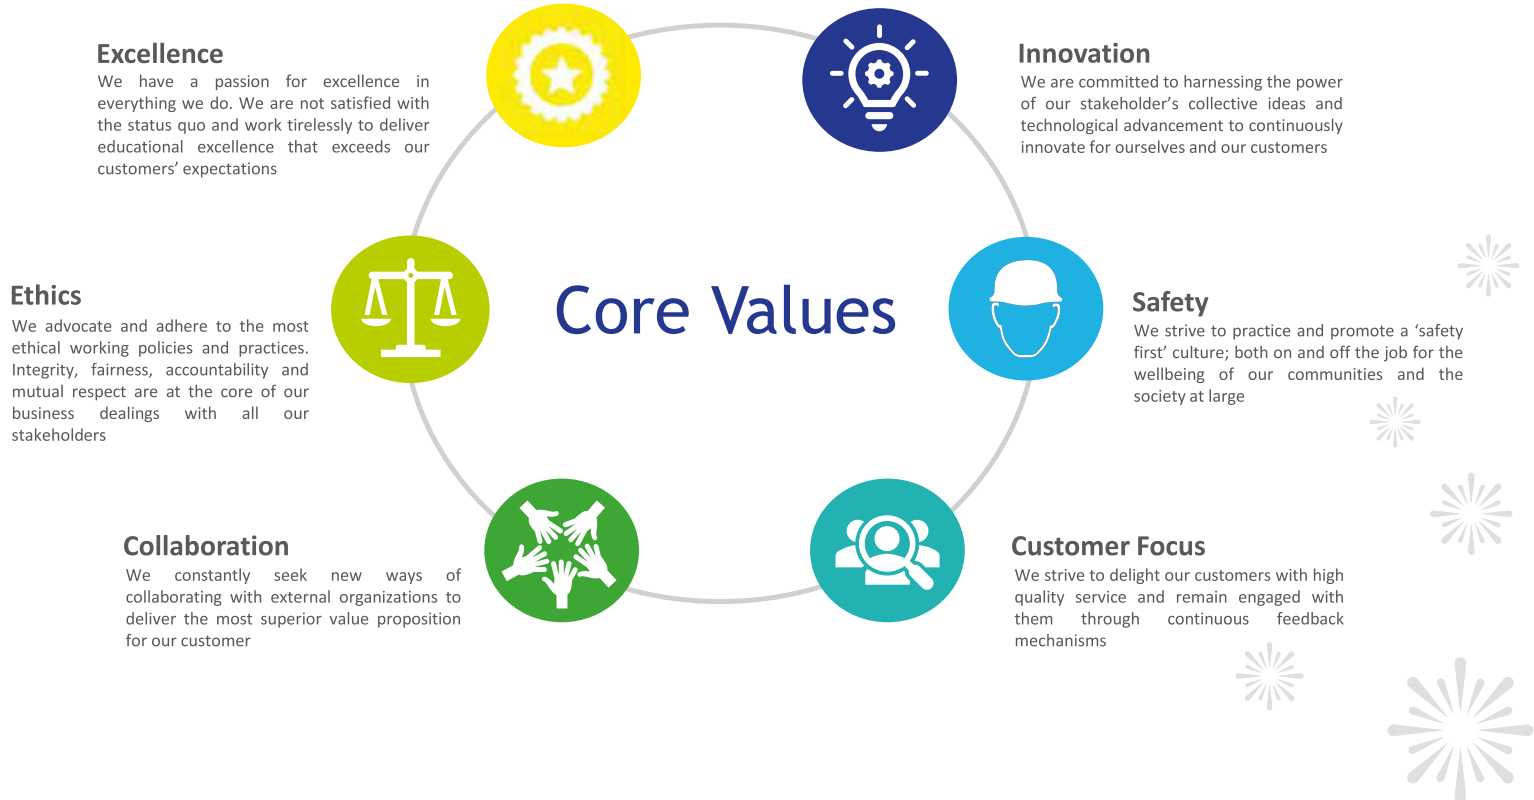 Excellence
We have a passion for excellence in
everything we do. We are not satisfied with
the status quo and work tirelessly to deliver
educational excellence that exceeds our
customers’ expectations
Innovation
We are committed to harnessing the power
of our stakeholder’s collective ideas and
technological advancement to continuously
innovate for ourselves and our customers
Ethics
We advocate and adhere to the most
ethical working policies and practices.
Integrity, fairness, accountability and
mutual respect are at the core of our
business dealings with all our
stakeholders
Core Values
Safety
We strive to practice and promote a ‘safety
first’ culture; both on and off the job for the
wellbeing of our communities and the
society at large
Collaboration
We constantly seek new ways of
collaborating with external organizations to
deliver the most superior value proposition
for our customer
Customer Focus
We strive to delight our customers with high
quality service and remain engaged with
them through continuous feedback
mechanisms